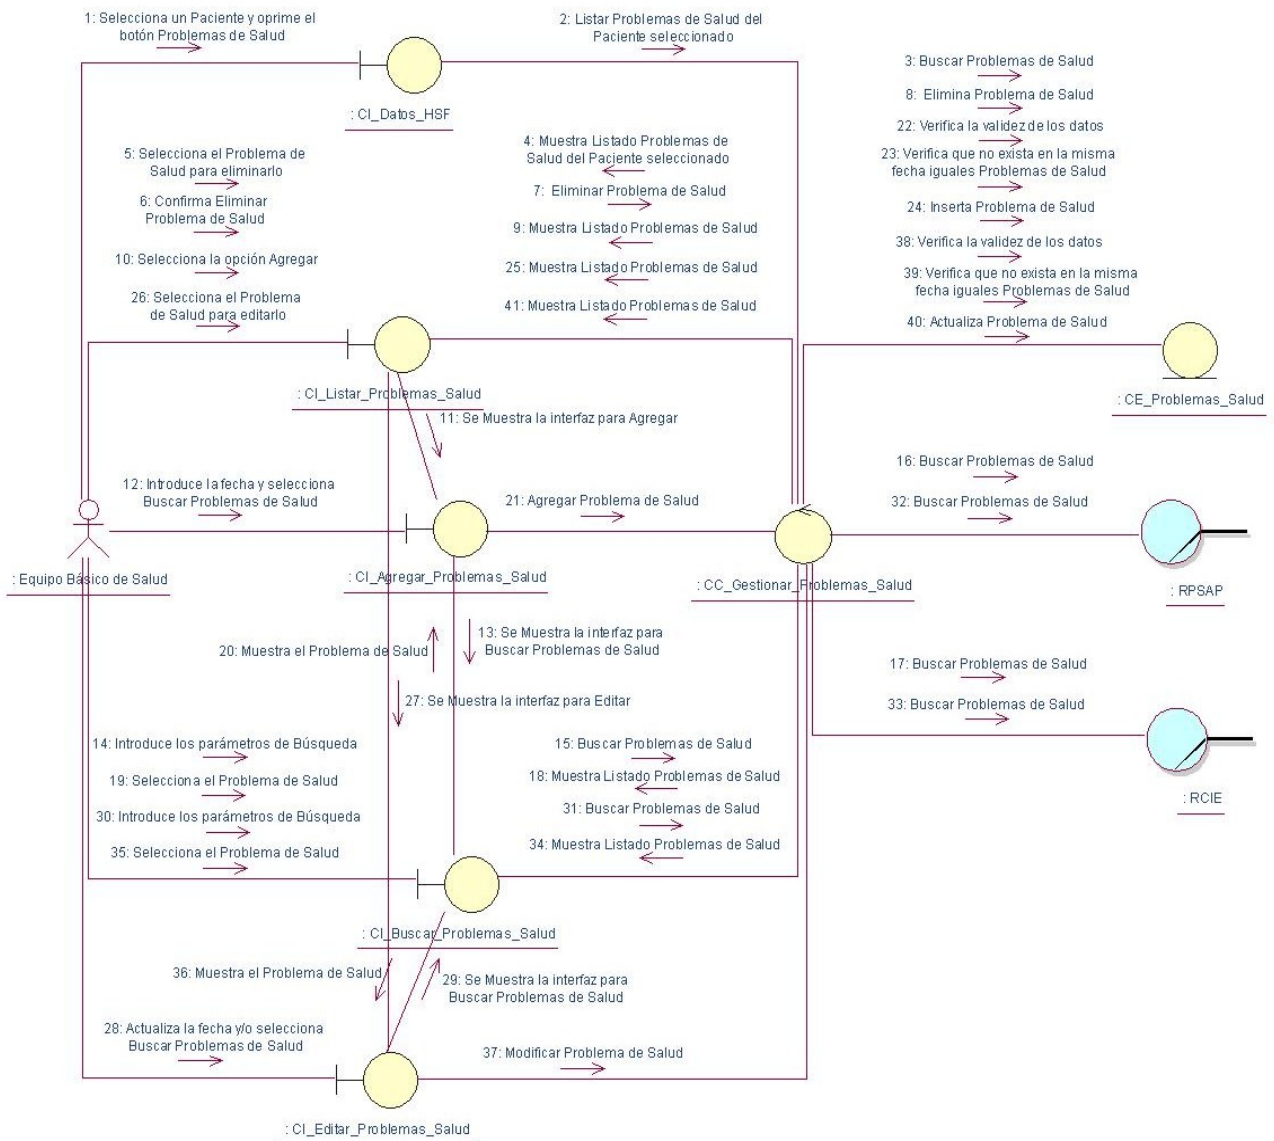 1: Selecciona un Paciente y oprime el
botón Problemas de Salud
2: Listar Problemas de Salud del
Paciente seleccionado
: CI_Datos_HSF
3: Buscar Problemas de Salud
8: Elimina Problema de Salud
22: Verifica la validez de los datos
23: Verifica que no exista en la misma
fecha iguales Problemas de Salud
24: Inserta Problema de Salud
38: Verifica la validez de los datos
39: Verifica que no exista en la misma
fecha iguales Problemas de Salud
40: Actualiza Problema de Salud
5: Selecciona el Problema de
Salud para eliminarlo
6: Confirma Eliminar
Problema de Salud
10: Selecciona la opción Agregar
26: Selecciona el Problema
de Salud para editarlo
4: Muestra Listado Problemas de
Salud del Paciente seleccionado
7: Eliminar Problema de Salud
9: Muestra Listado Problemas de Salud
25: Muestra Listado Problemas de Salud
41: Muestra Listado Problemas de Salud
: CI_Listar_Problemas_Salud
: CE_Problemas_Salud
11: Se Muestra la interfaz para Agregar
12: Introduce la fecha y selecciona
Buscar Problemas de Salud
21: Agregar Problema de Salud
16: Buscar Problemas de Salud
32: Buscar Problemas de Salud
: Equipo Básico de Salud
: CI_Agregar_Problemas_Salud
: CC_Gestionar_Problemas_Salud
: RPSAP
20: Muestra el Problema de Salud
13: Se Muestra la interfaz para
Buscar Problemas de Salud
27: Se Muestra la interfaz para Editar
17: Buscar Problemas de Salud
33: Buscar Problemas de Salud
: RCIE
14: Introduce los parámetros de Búsqueda
19: Selecciona el Problema de Salud
30: Introduce los parámetros de Búsqueda
35: Selecciona el Problema de Salud
15: Buscar Problemas de Salud
18: Muestra Listado Problemas de Salud
31: Buscar Problemas de Salud
34: Muestra Listado Problemas de Salud
: CI_Buscar_Problemas_Salud
36: Muestra el Problema de Salud
29: Se Muestra la interfaz para
Buscar Problemas de Salud
28: Actualiza la fecha y/o selecciona
Buscar Problemas de Salud
37: Modificar Problema de Salud
: CI_Editar_Problemas_Salud